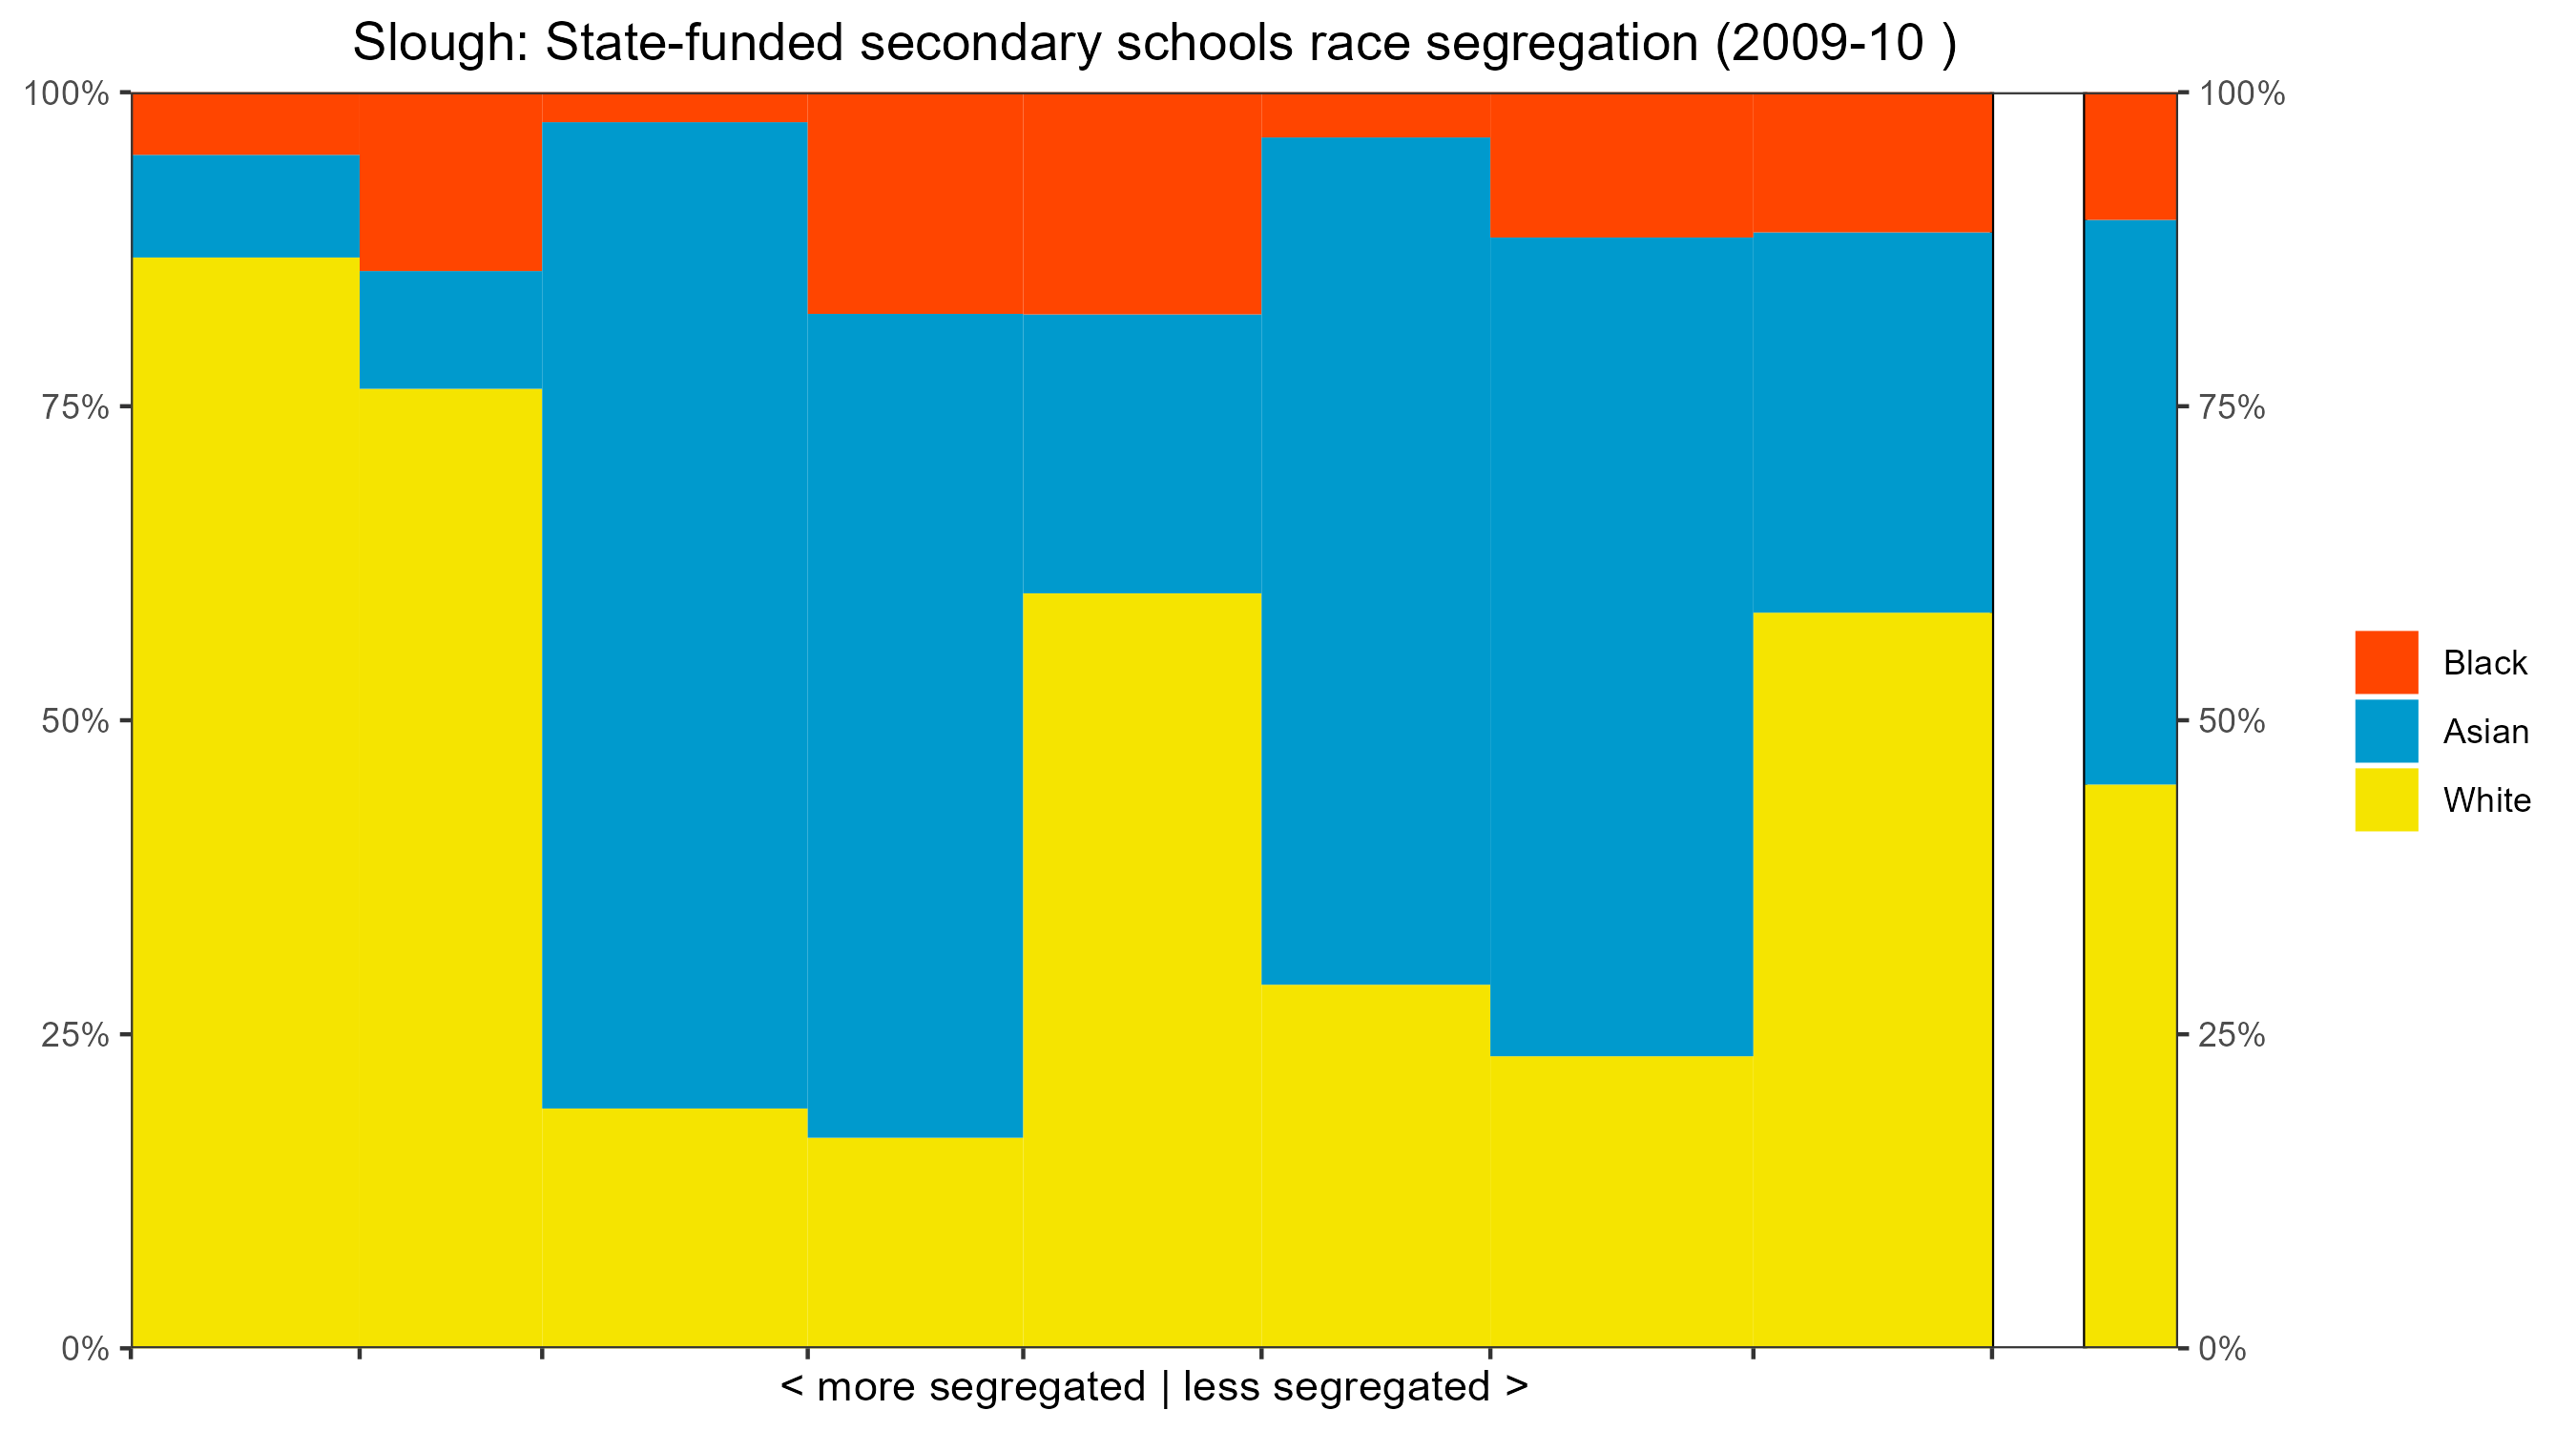 Slough: State-funded secondary schools race segregation (2009-10 )
100%
75%
50%
25%
0%
100%
75%
50%
25%
0%
Black
Asian
White
< more segregated | less segregated >